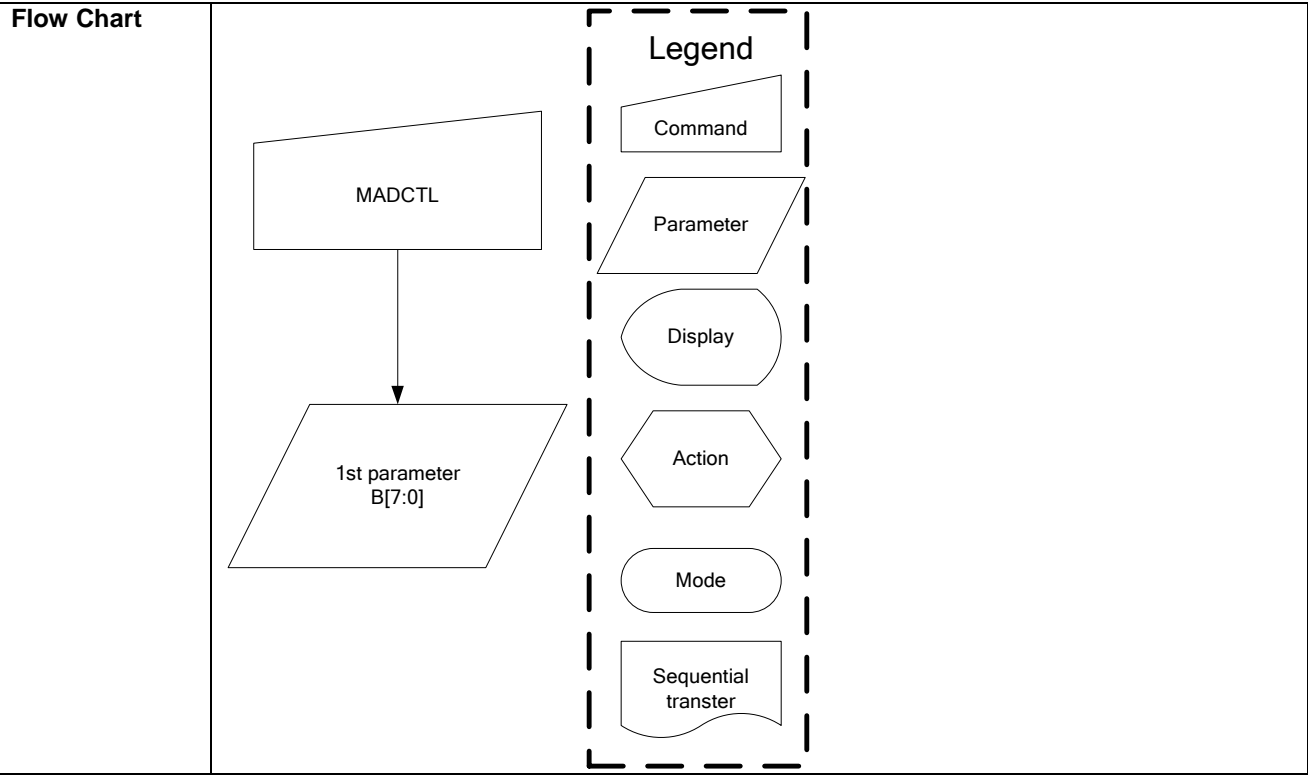 Flow Chart
MADCTL
1st parameter
B[7:0]
Legend
Command
Parameter
Display
Action
Mode
Sequential
transter